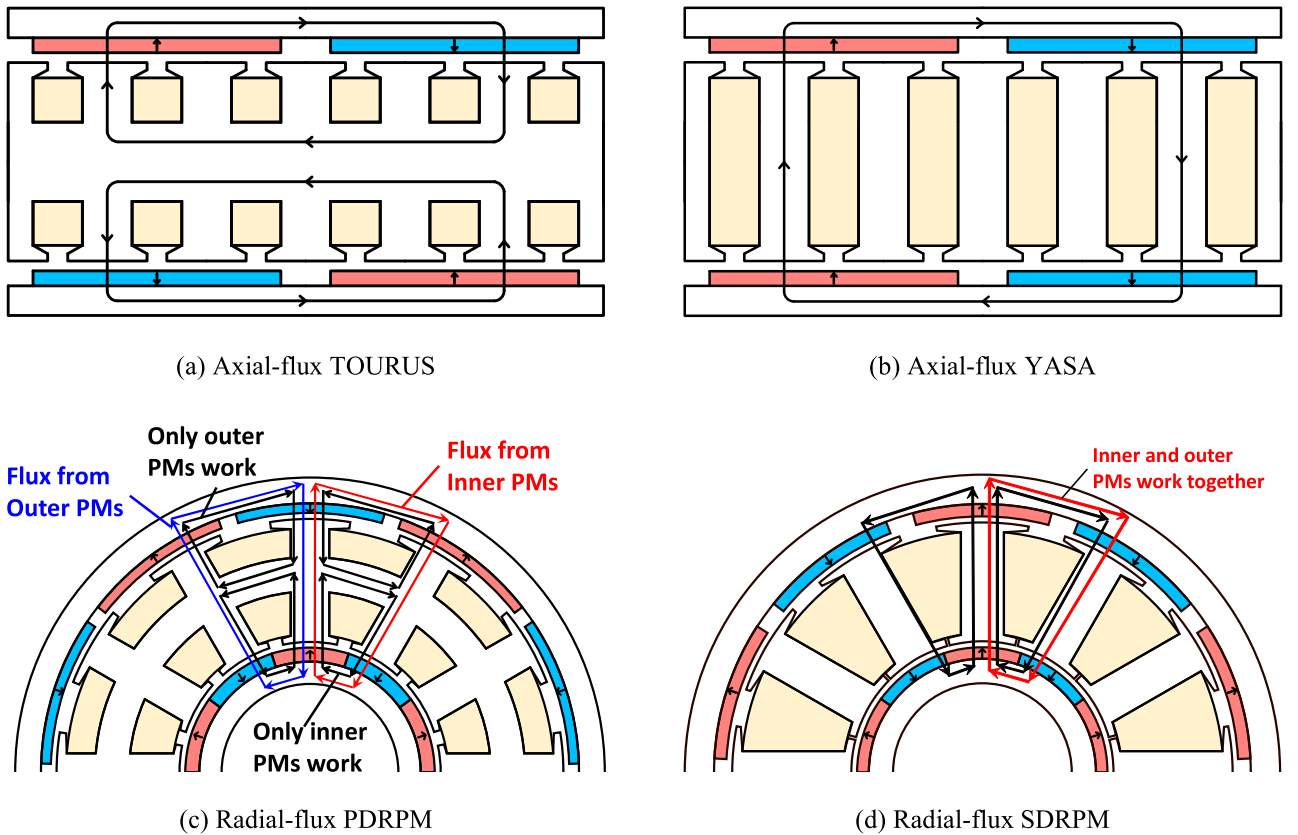 (a) Axial-flux TOURUS
(b) Axial-flux YASA
Only outer
PMs work
Flux from
Outer PMs
Flux from
Inner PMs
Only inner
PMs work
Inner and outer
PMs work together
(c) Radial-flux PDRPM
(d) Radial-flux SDRPM